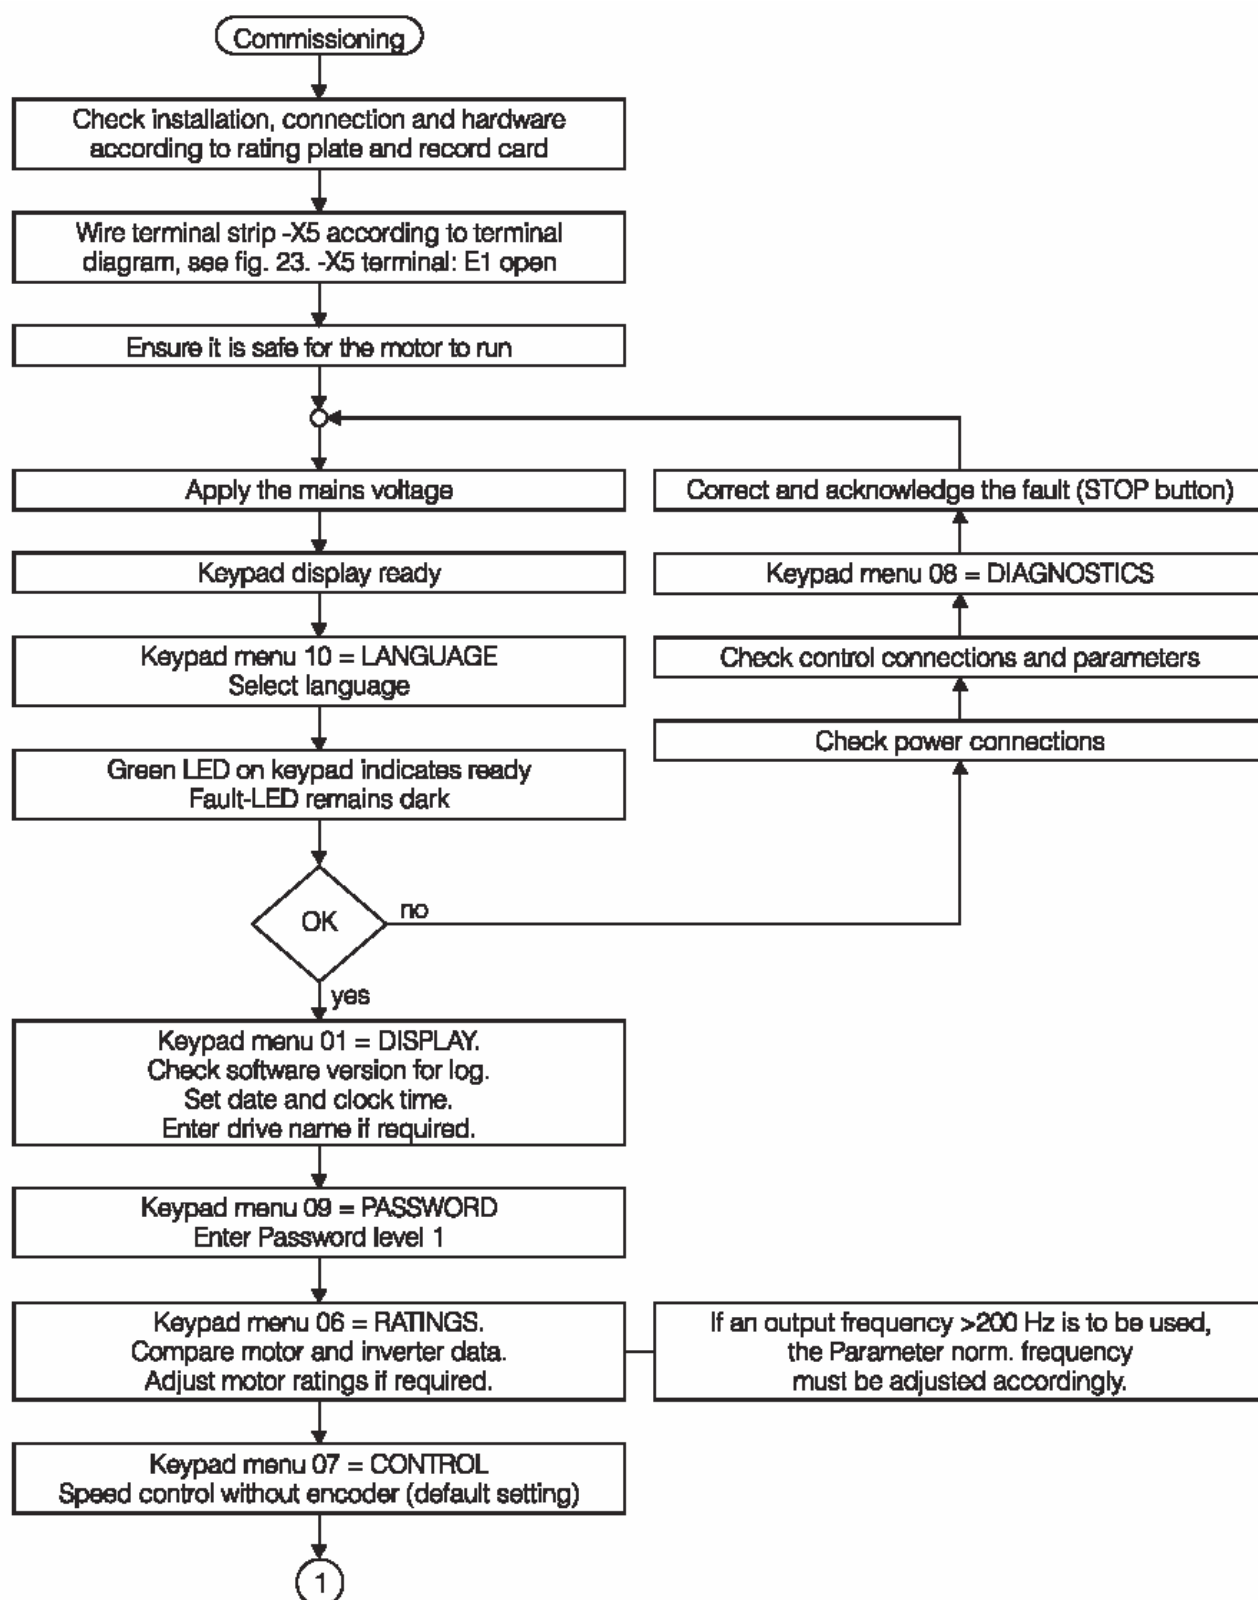 Commissioning
Check installation, connection and hardware
according to rating plate and record card
Wire terminal strip -X5 according to terminal
diagram, see fig. 23. -X5 terminal: E1 open
Ensure it is safe for the motor to run
Apply the mains voltage
Keypad display ready
Keypad menu 10 = LANGUAGE
Select language
Green LED on keypad indicates ready
Fault-LED remains dark
OK
no
Check power connections
Check control connections and parameters
Keypad menu 08 = DIAGNOSTICS
Correct and acknowledge the fault (STOP button)
yes
Keypad menu 01 = DISPLAY.
Check software version for log.
Set date and clock time.
Enter drive name if required.
Keypad menu 09 = PASSWORD
Enter Password level 1
Keypad menu 06 = RATINGS.
Compare motor and inverter data.
Adjust motor ratings if required.
If an output frequency >200 Hz is to be used,
the Parameter norm. frequency
must be adjusted accordingly.
Keypad menu 07 = CONTROL
Speed control without encoder (default setting)
1